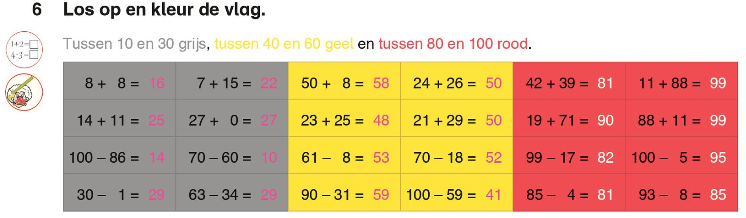 6 Los op en kleur de vlag.
Tussen 10 en 30 grijs, tussen 40 en 60 geel en tussen 80 en 100 rood.
14+2=
4-3=
8 + 8 = 16 7 + 15 = 22 50 + 8 = 58 24 + 26 = 50 42 + 39 = 81 11 + 88 = 99
14 + 11 = 25 27 + 0 = 27 23 + 25 = 48 21 + 29 = 50 19 + 71 = 90 88 + 11 = 99
100 – 86 = 14 70 – 60 = 10 61 – 8 = 53 70 – 18 = 52 99 – 17 = 82 100 – 5 = 95
30 – 1 = 29 63 – 34 = 29 90 – 31 = 59 100 – 59 = 41 85 – 4 = 81 93 – 8 = 85